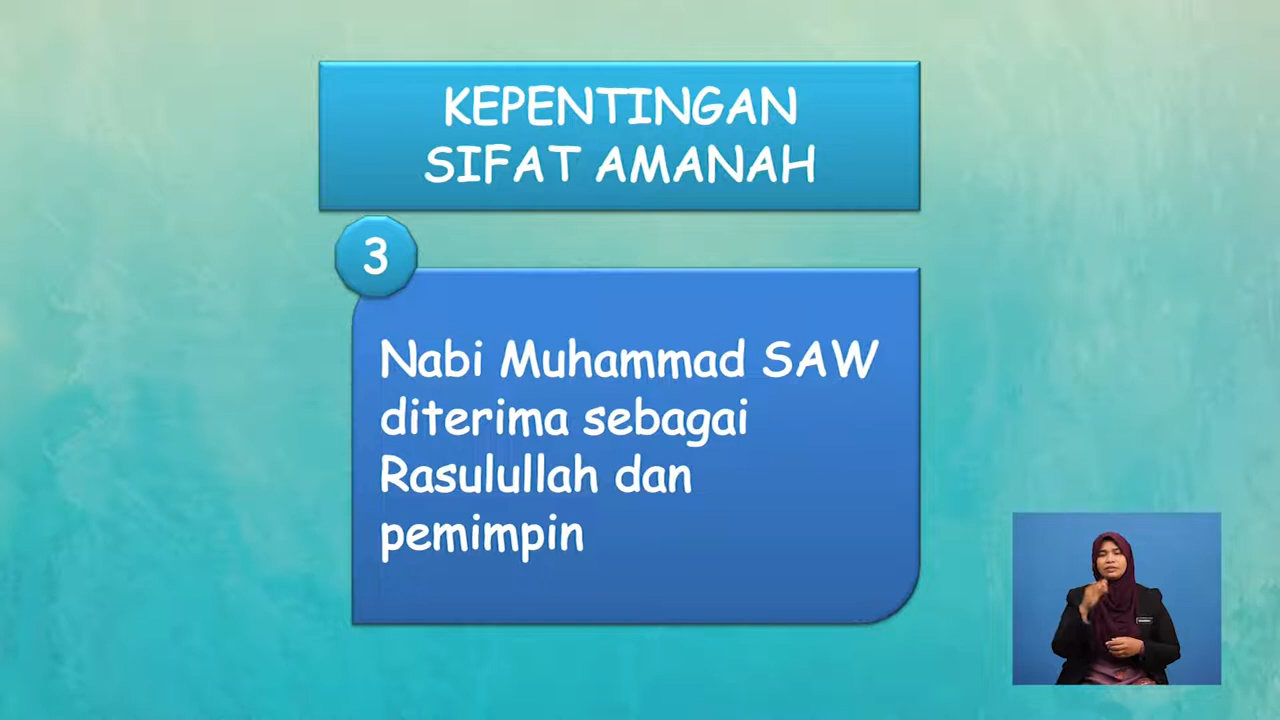 KEPENTINGAN
SIFAT AMANAH
3
Nabi Muhammad SAW
diterima sebagai
Rasulullah dan
pemimpin